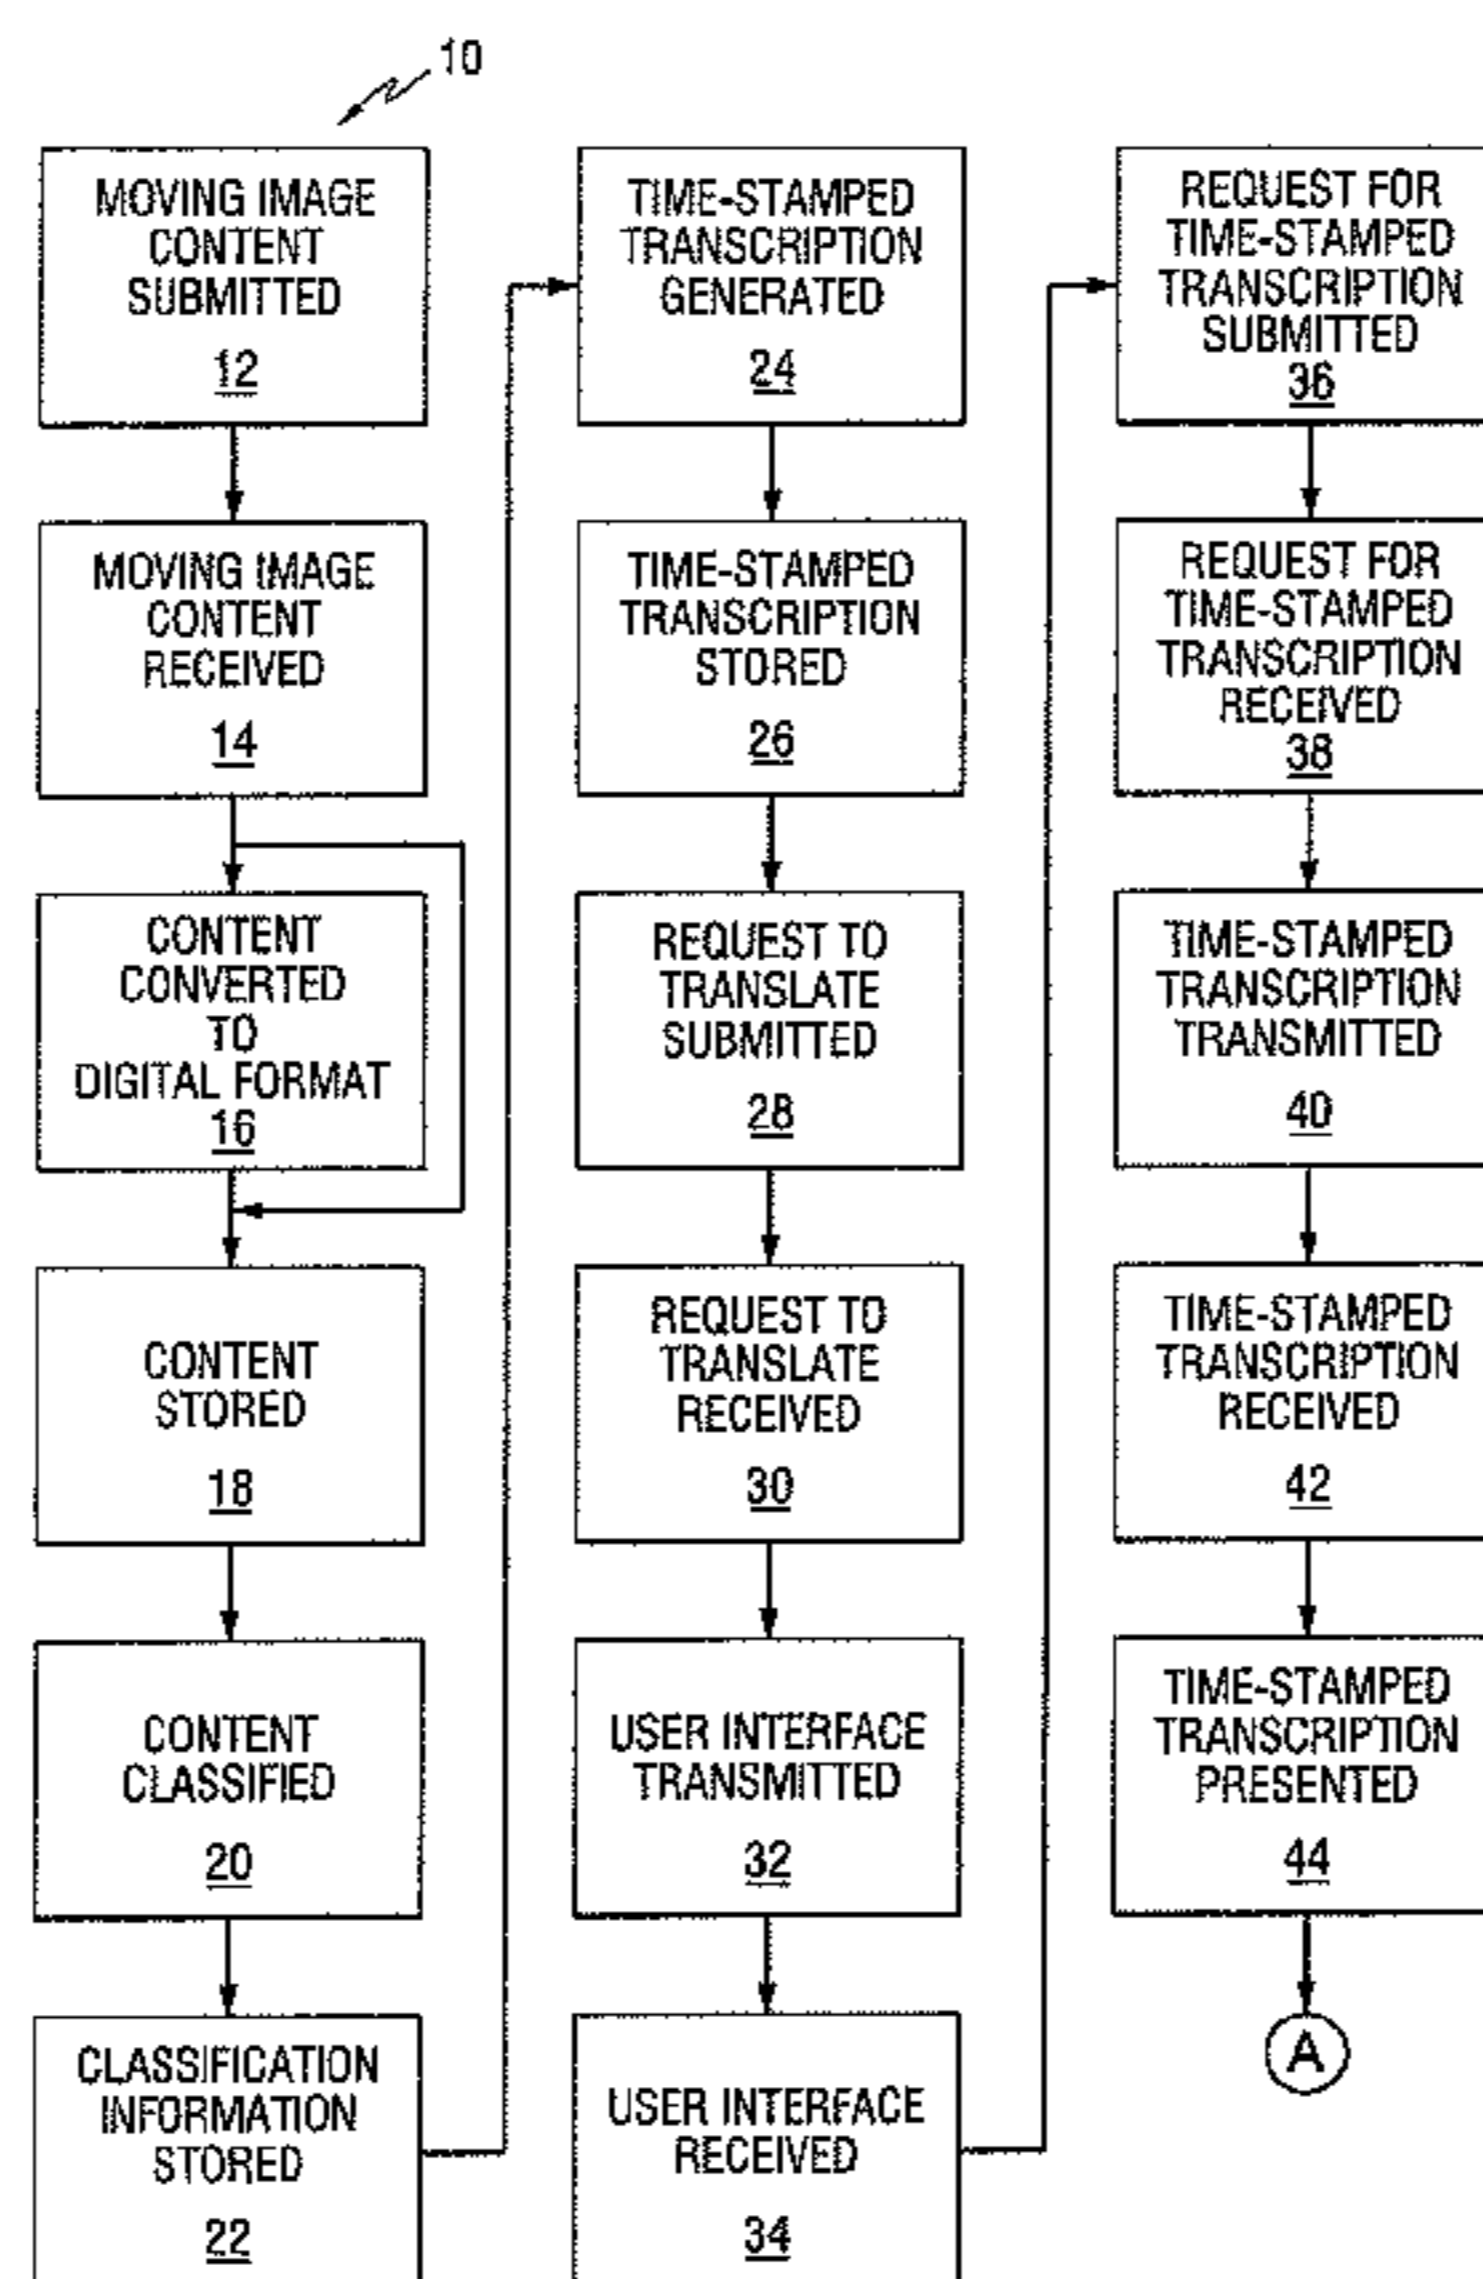 10
MOVING IMAGE
CONTENT
SUBMITTED
12
MOVING IMAGE
CONTENT
RECEIVED
14
CONTENT
CONVERTED
TO
DIGITAL FORMAT
16
CONTENT
STORED
18
CONTENT
CLASSIFIED
20
CLASSIFICATION
INFORMATION
STORED
22
TIME-STAMPED
TRANSCRIPTION
GENERATED
24
TIME-STAMPED
TRANSCRIPTION
STORED
26
REQUEST TO
TRANSLATE
SUBMITTED
28
REQUEST TO
TRANSLATE
RECEIVED
30
USER INTERFACE
TRANSMITTED
32
USER INTERFACE
RECEIVED
34
REQUEST FOR
TIME-STAMPED
TRANSCRIPTION
SUBMITTED
36
REQUEST FOR
TIME-STAMPED
TRANSCRIPTION
RECEIVED
38
TIME-STAMPED
TRANSCRIPTION
TRANSMITTED
40
TIME-STAMPED
TRANSCRIPTION
RECEIVED
42
TIME-STAMPED
TRANSCRIPTION
PRESENTED
44
A